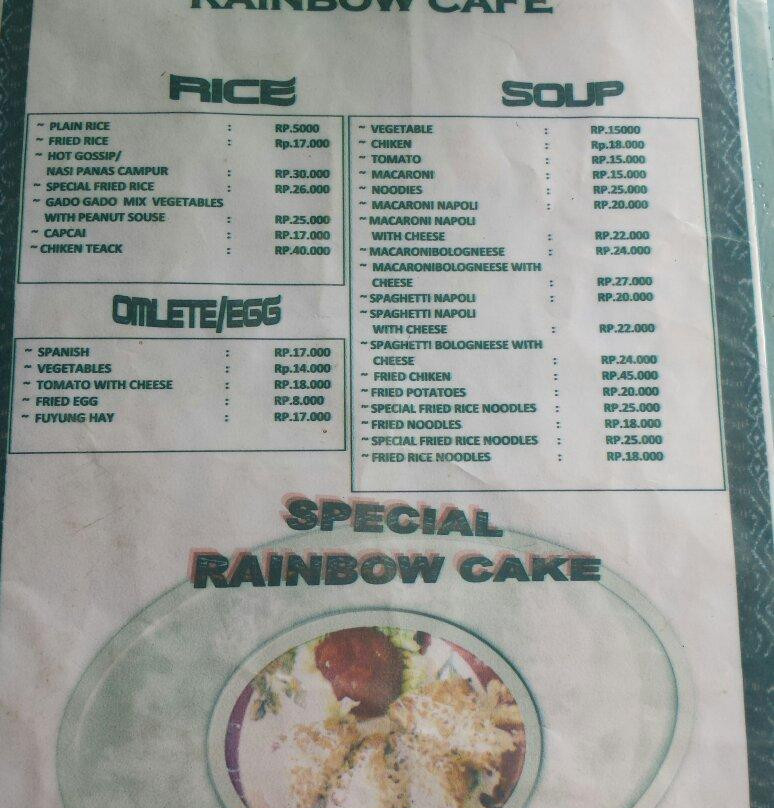 RAINBOW CAFE
RICE
~ PLAIN RICE : RP.5000
~ FRIED RICE : Rp.17.000
~ HOT GOSSIP/
NASI PANAS CAMPUR : RP.30.000
~ SPECIAL FRIED RICE : RP.26.000
~ GADO GADO MIX VEGETABLES
WITH PEANUT SOUSE : RP.25.000
~ CAPCAI : RP.17.000
~ CHIKEN TEACK : RP.40.000
OMLETE/EGG
~ SPANISH : RP.17.000
~ VEGETABLES : Rp.14.000
~ TOMATO WITH CHEESE : RP.18.000
~ FRIED EGG : RP.8.000
~ FUYUNG HAY : RP.17.000
SOUP
~ VEGETABLE : RP.15000
~ CHIKEN : Rp.18.000
~ TOMATO : RP.15.000
~ MACARONI : RP.15.000
~ NOODIES : RP.25.000
~ MACARONI NAPOLI : RP.20.000
~ MACARONI NAPOLI
WITH CHEESE : RP.22.000
~ MACARONIBOLOGNEESE : RP.24.000
~ MACARONIBOLOGNEESE WITH
CHEESE : RP.27.000
~ SPAGHETTI NAPOLI : RP.20.000
~ SPAGHETTI NAPOLI
WITH CHEESE : RP.22.000
~ SPAGHETTI BOLOGNEESE WITH
CHEESE : RP.24.000
~ FRIED CHIKEN : RP.45.000
~ FRIED POTATOES : RP.20.000
~ SPECIAL FRIED RICE NOODLES : RP.25.000
~ FRIED NOODLES : RP.18.000
~ SPECIAL FRIED RICE NOODLES : RP.25.000
~ FRIED RICE NOODLES : RP.18.000
SPECIAL
RAINBOW CAKE